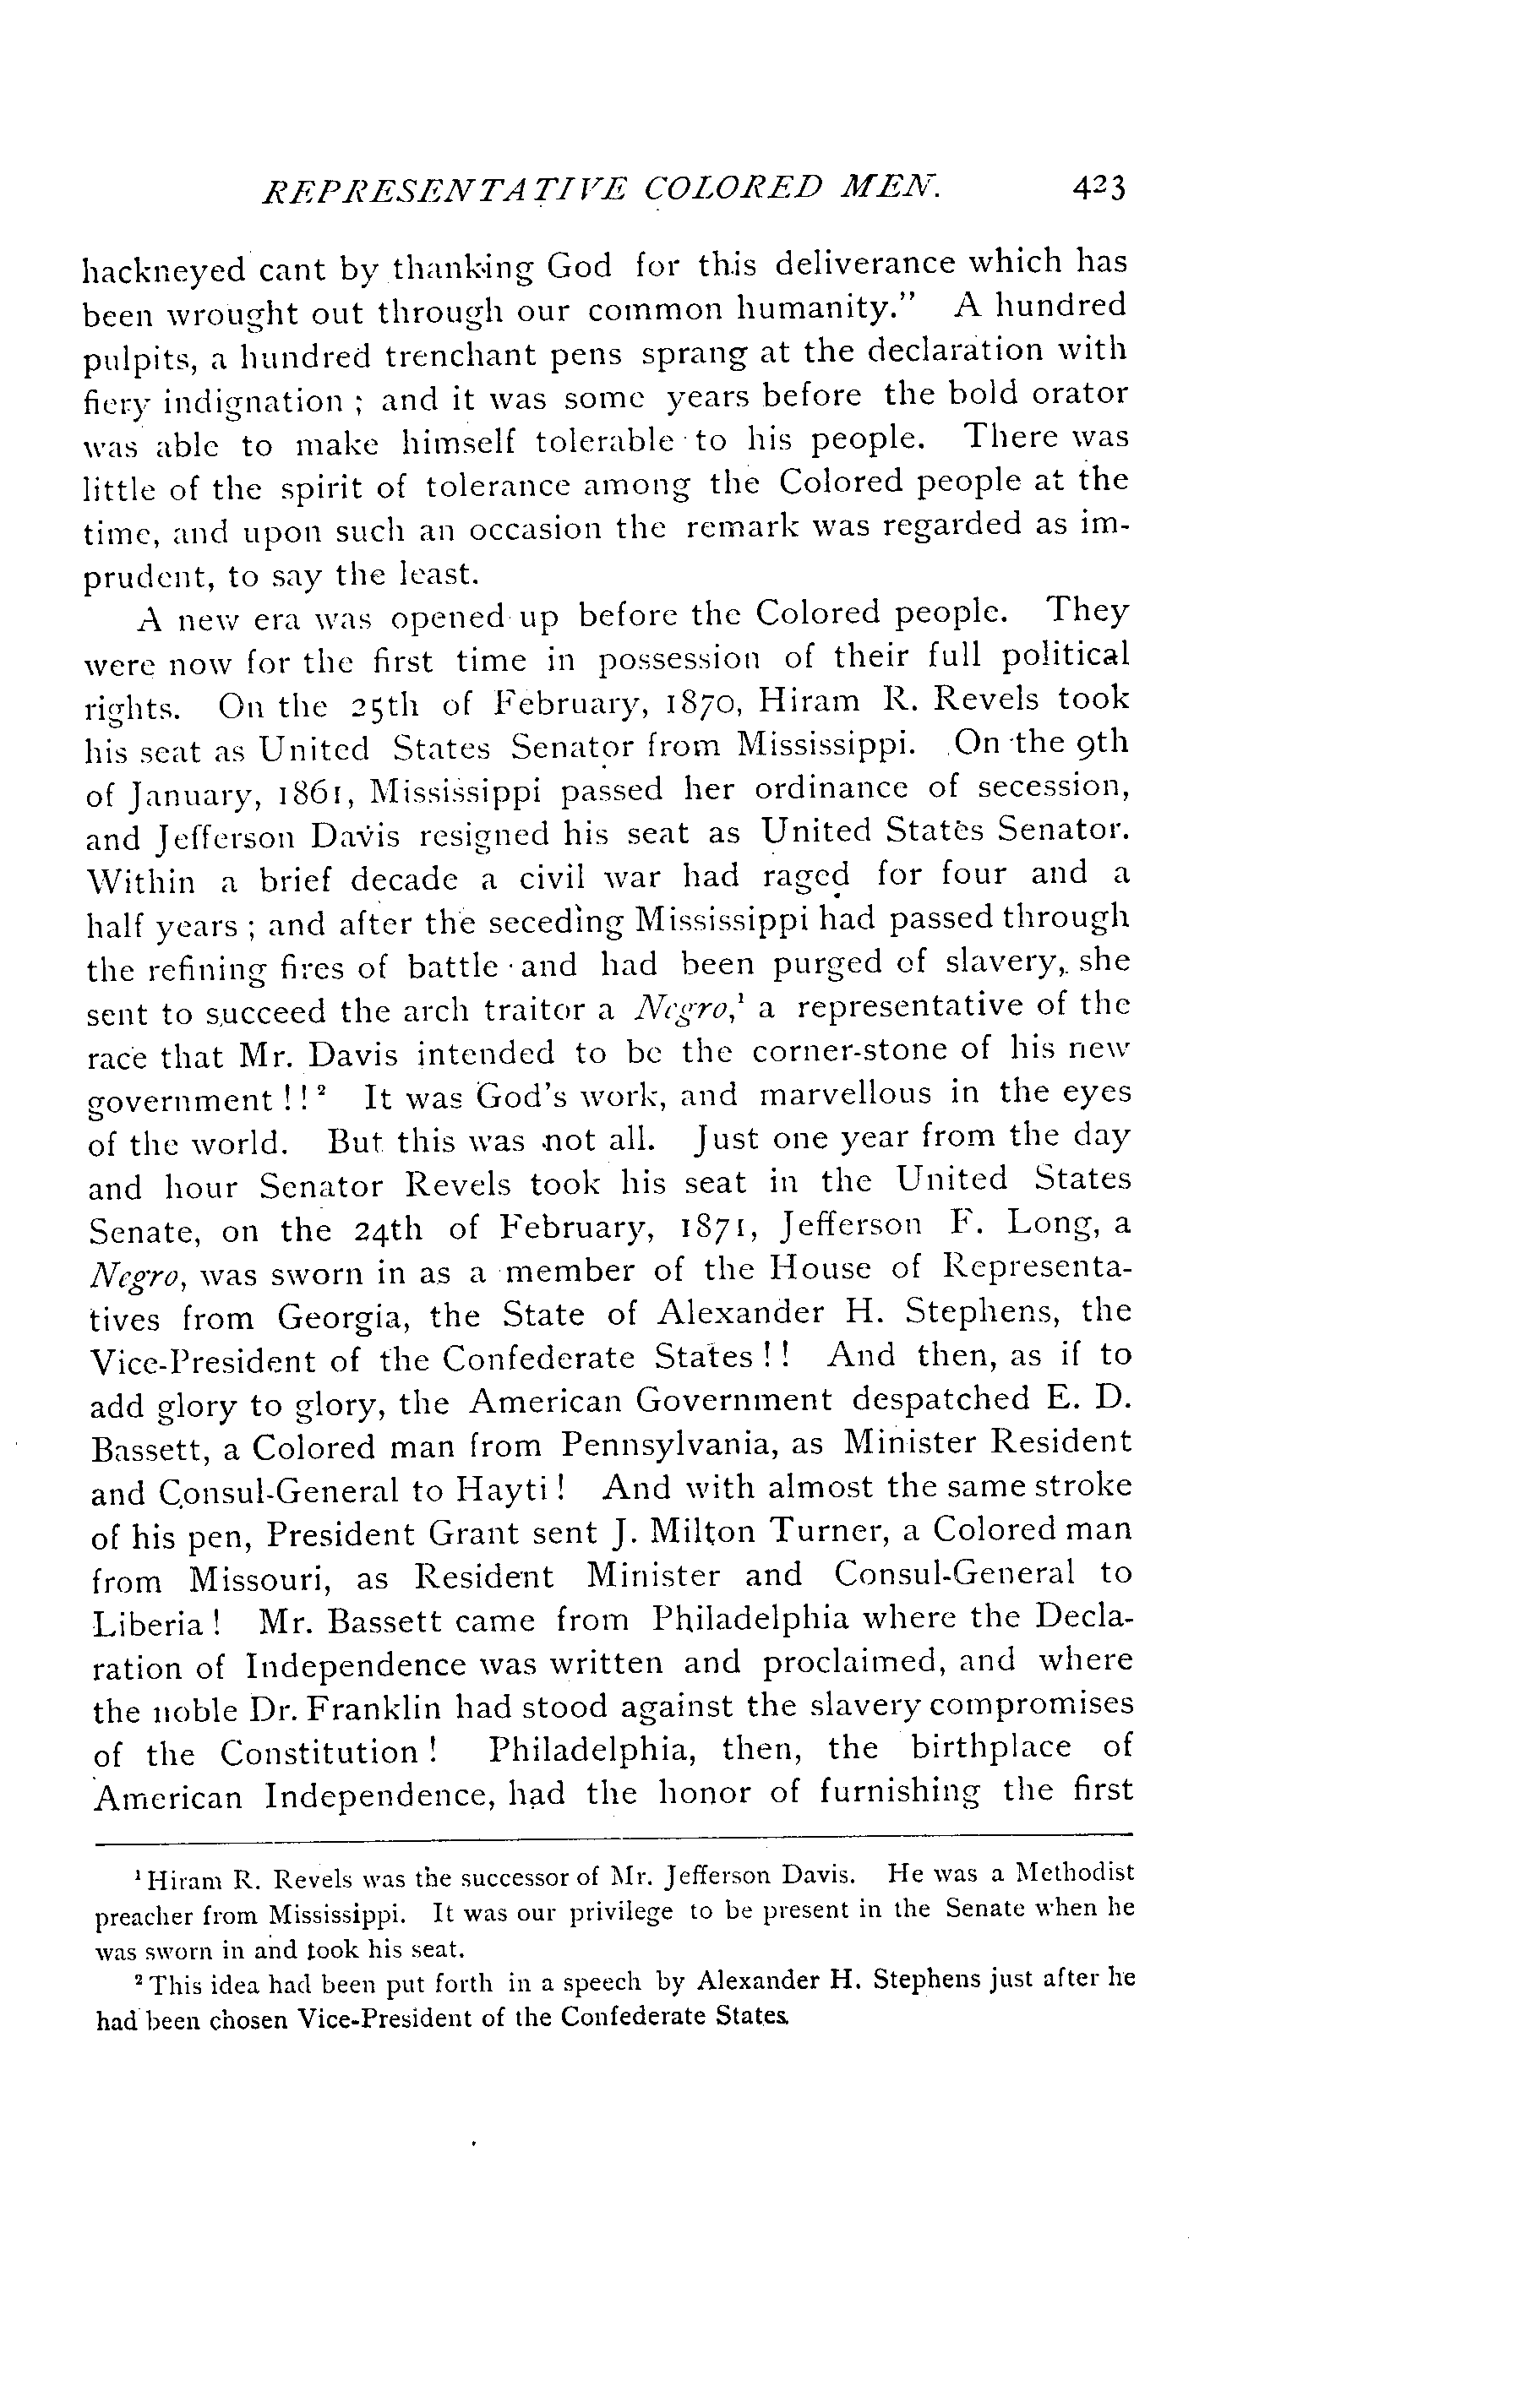 REPRESENTATIVE COLORED MEN. 423
hackneyed cant by thanking God for this deliverance which has
been wrought out through our common humanity." A hundred
pulpits, a hundred trenchant pens sprang at the declaration with
fiery indignation ; and it was some years before the bold orator
was able to make himself tolerable to his people. There was
little of the spirit of tolerance among the Colored people at the
time, and upon such an occasion the remark was regarded as im-
prudent, to say the least.
A new era was opened up before the Colored people. They
were now for the first time in possession of their full political
rights. On the 25th of February, 1870, Hiram R. Revels took
his seat as United States Senator from Mississippi. On the 9th
of January, 1861, Mississippi passed her ordinance of secession,
and Jefferson Davis resigned his seat as United States Senator.
Within a brief decade a civil war had raged for four and a
half years ; and after the seceding Mississippi had passed through
the refining fires of battle and had been purged of slavery, she
sent to succeed the arch traitor a Negro,¹ a representative of the
race that Mr. Davis intended to be the corner-stone of his new
government ! ! ² It was God's work, and marvellous in the eyes
of the world. But this was not all. Just one year from the day
and hour Senator Revels took his seat in the United States
Senate, on the 24th of February, 1871, Jefferson F. Long, a
Negro, was sworn in as a member of the House of Representa-
tives from Georgia, the State of Alexander H. Stephens, the
Vice-President of the Confederate States ! ! And then, as if to
add glory to glory, the American Government despatched E. D.
Bassett, a Colored man from Pennsylvania, as Minister Resident
and Consul-General to Hayti ! And with almost the same stroke
of his pen, President Grant sent J. Milton Turner, a Colored man
from Missouri, as Resident Minister and Consul-General to
Liberia ! Mr. Bassett came from Philadelphia where the Decla-
ration of Independence was written and proclaimed, and where
the noble Dr. Franklin had stood against the slavery compromises
of the Constitution ! Philadelphia, then, the birthplace of
American Independence, had the honor of furnishing the first
¹ Hiram R. Revels was the successor of Mr. Jefferson Davis. He was a Methodist
preacher from Mississippi. It was our privilege to be present in the Senate when he
was sworn in and took his seat.
² This idea had been put forth in a speech by Alexander H. Stephens just after he
had been chosen Vice-President of the Confederate States.